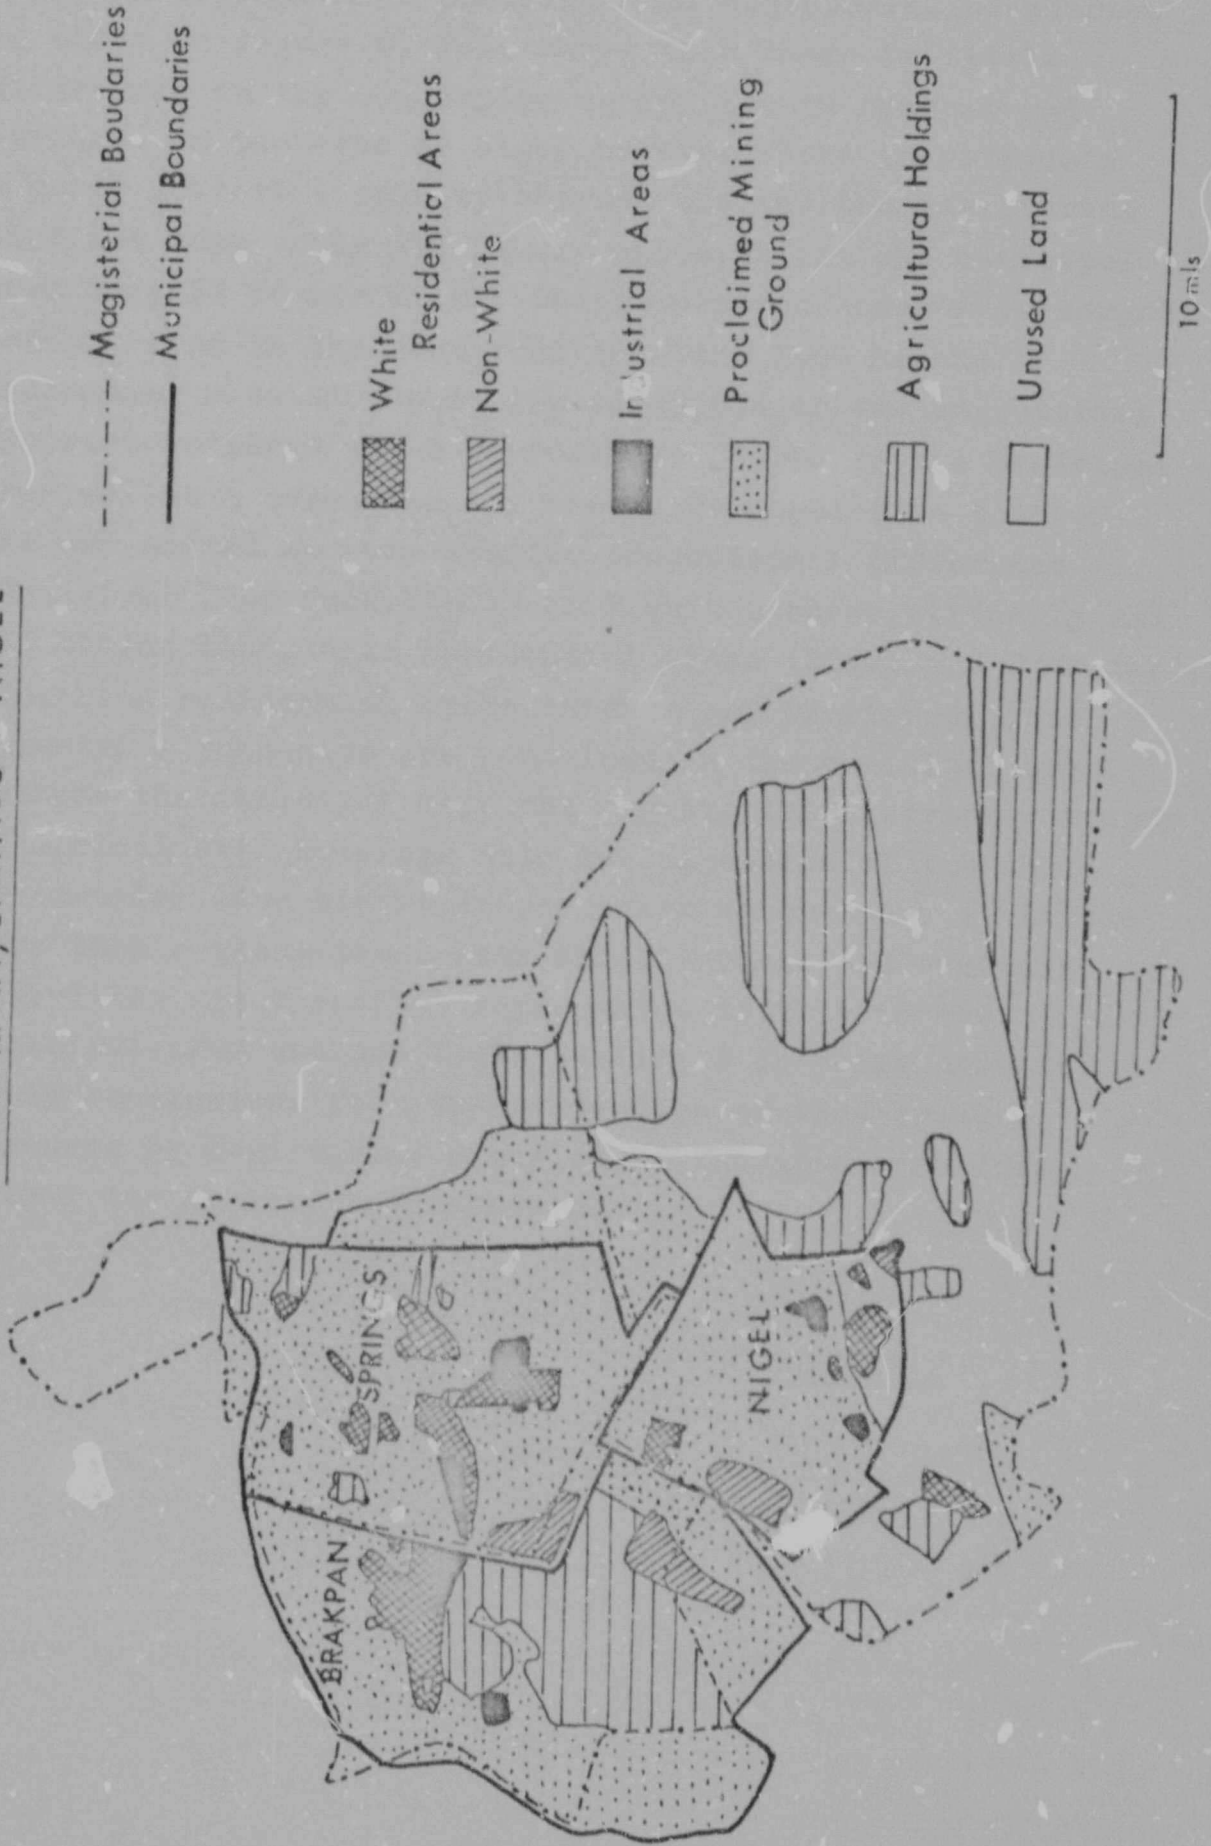 Magisterial Boudaries
Municipal Boundaries
White
Residential Areas
Non-White
Industrial Areas
Proclaimed Mining
Ground
Agricultural Holdings
Unused Land
10 mls
BRAKPAN
SPRINGS
NIGEL